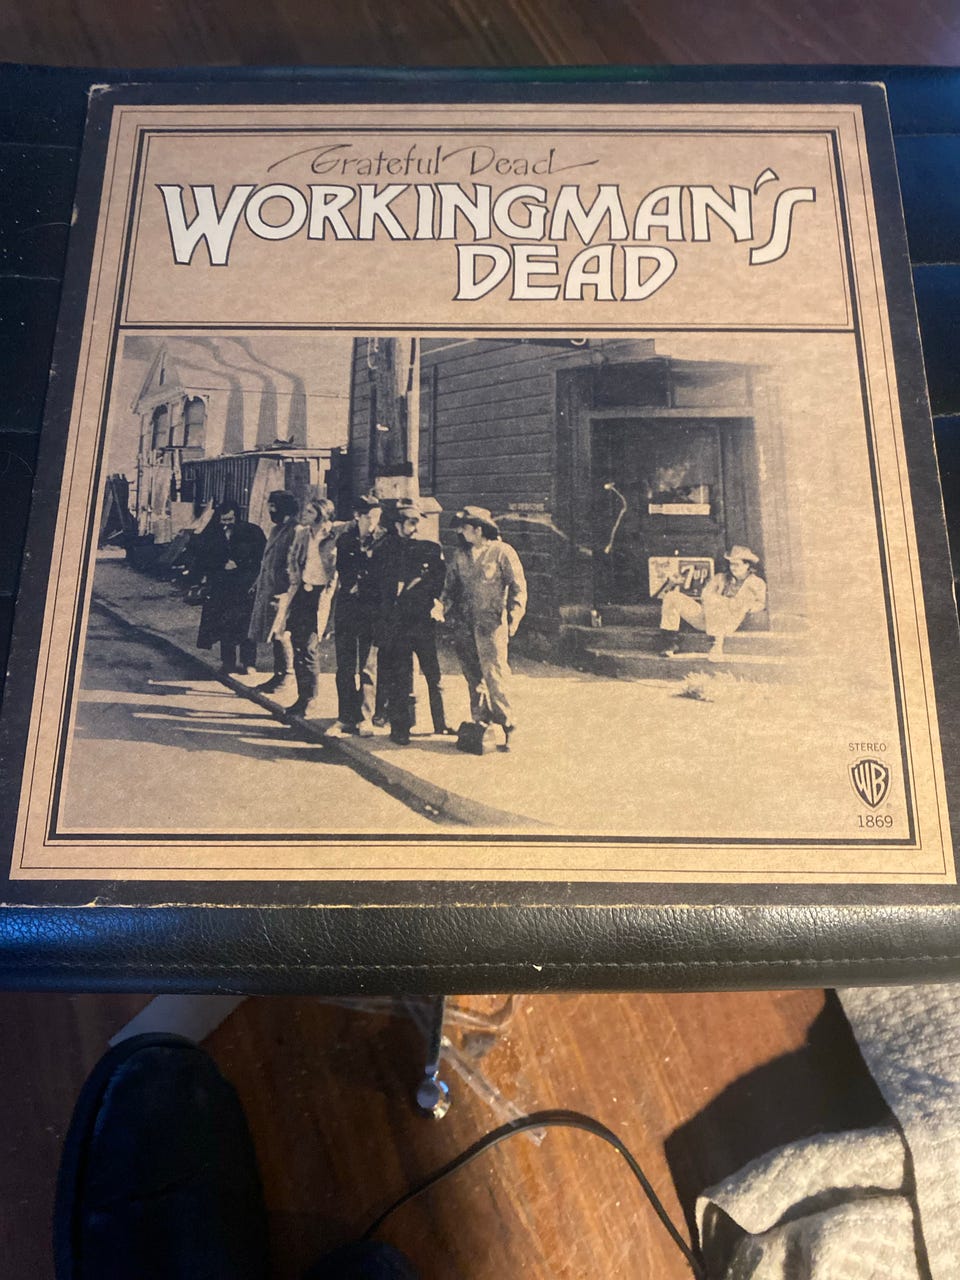 Grateful Dead
WORKINGMAN'S
DEAD
7up
STEREO
WB
1869